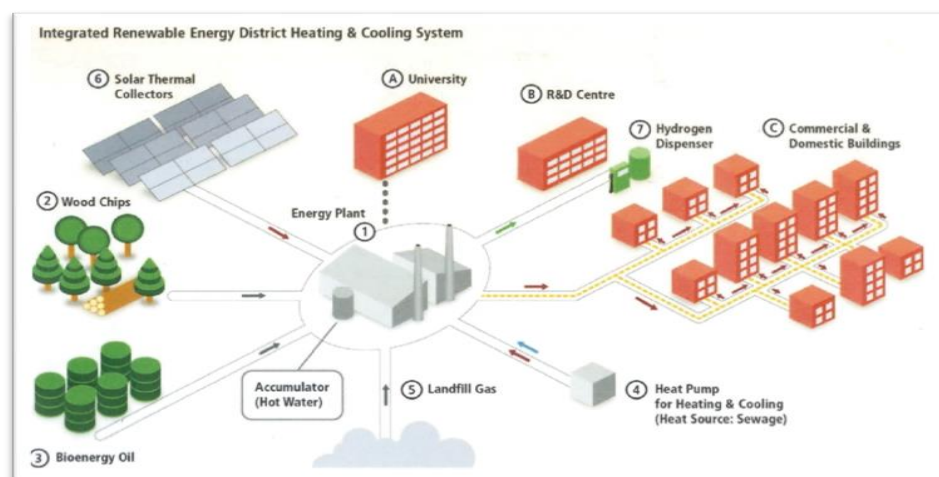 Integrated Renewable Energy District Heating & Cooling System
6 Solar Thermal
Collectors
A University
B R&D Centre
7 Hydrogen
Dispenser
C Commercial &
Domestic Buildings
2 Wood Chips
Energy Plant
1
Accumulator
(Hot Water)
5 Landfill Gas
4 Heat Pump
for Heating & Cooling
(Heat Source: Sewage)
3 Bioenergy Oil